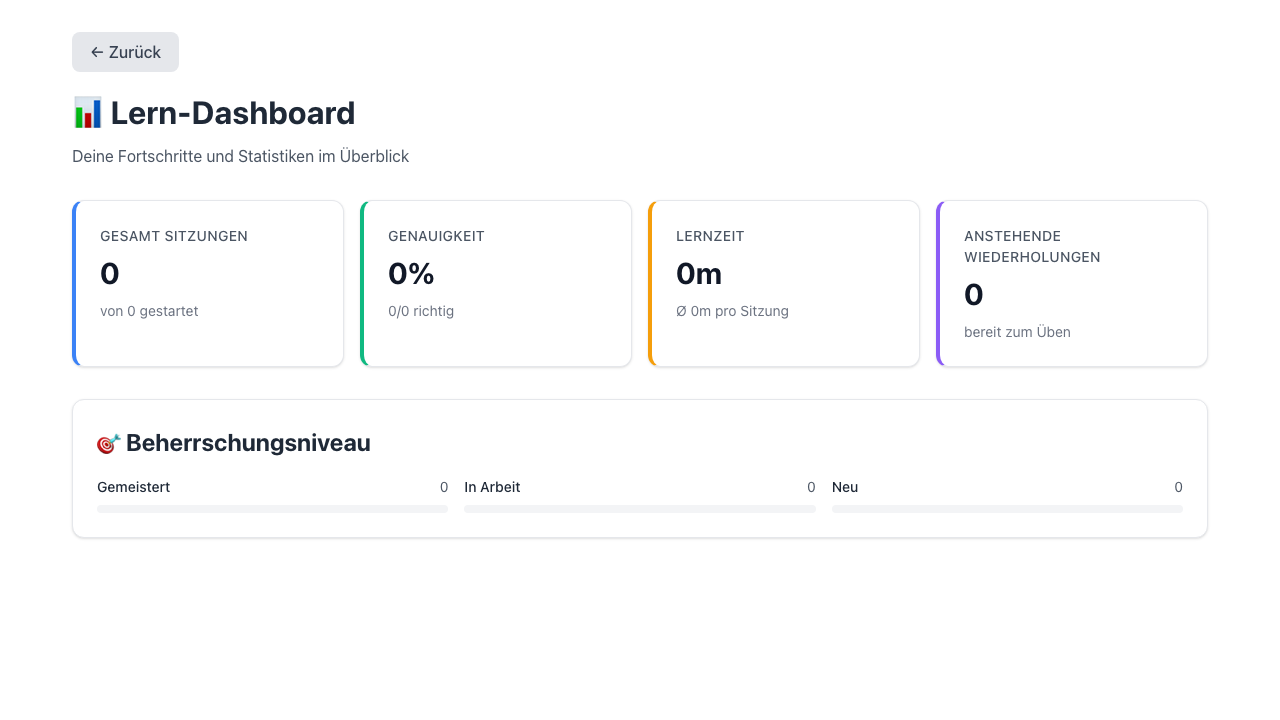 ← Zurück
📊 Lern-Dashboard
Deine Fortschritte und Statistiken im Überblick
GESAMT SITZUNGEN
0
von 0 gestartet
GENAUIGKEIT
0%
0/0 richtig
LERNZEIT
0m
Ø 0m pro Sitzung
ANSTEHENDE
WIEDERHOLUNGEN
0
bereit zum Üben
🎯 Beherrschungsniveau
Gemeistert 0
In Arbeit 0
Neu 0